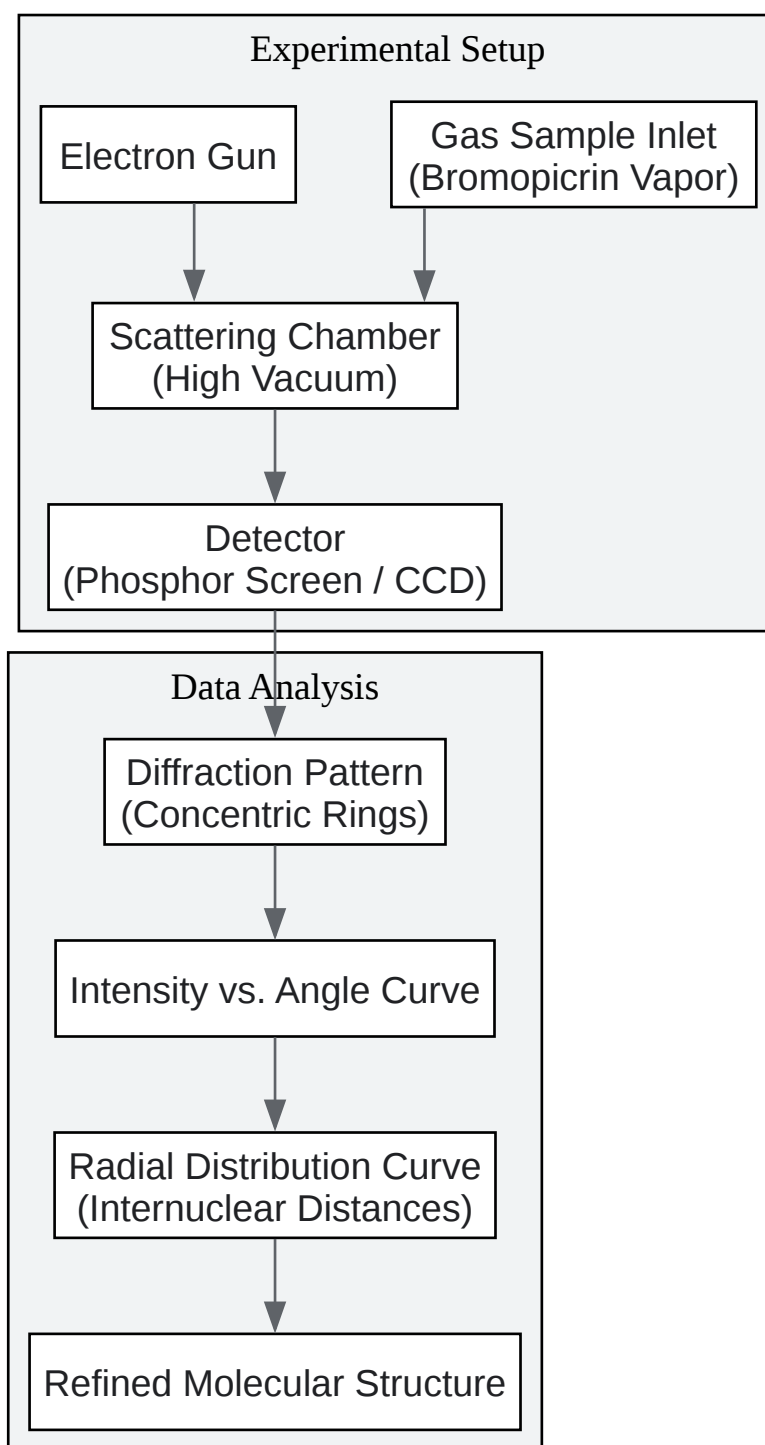 Experimental Setup
Electron Gun
Gas Sample Inlet
(Bromopicrin Vapor)
Scattering Chamber
(High Vacuum)
Detector
(Phosphor Screen / CCD)
Data Analysis
Diffraction Pattern
(Concentric Rings)
Intensity vs. Angle Curve
Radial Distribution Curve
(Internuclear Distances)
Refined Molecular Structure